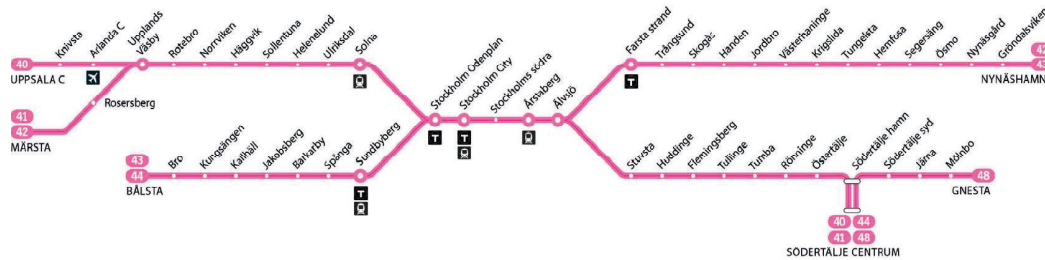 40
UPPSALA C
Knivsta
Arlanda C
Upplands
Väsby
Rotebro
Norrviken
Häggvik
Sollentuna
Helenelund
Ulriksdal
Solna
41
42
MÄRSTA
Rosersberg
43
44
BÅLSTA
Bro
Kungsängen
Kallhäll
Jakobsberg
Barkarby
Spånga
Sundbyberg
T
Stockholm Odenplan
T
Stockholm City
T
Stockholms södra
Årstaberg
Älvsjö
Farsta strand
T
Trångsund
Skogås
Handen
Jordbro
Västerhaninge
Krigslida
Tungelsta
Hemfosa
Segersäng
Ösmo
Nynäsgård
Gröndalsviken
42
43
NYNÄSHAMN
Stuvsta
Huddinge
Flemingsberg
Tullinge
Tumba
Rönninge
Östertälje
Södertälje hamn
Södertälje syd
Järna
Mölnbo
48
GNESTA
40 44
41 48
SÖDERTÄLJE CENTRUM